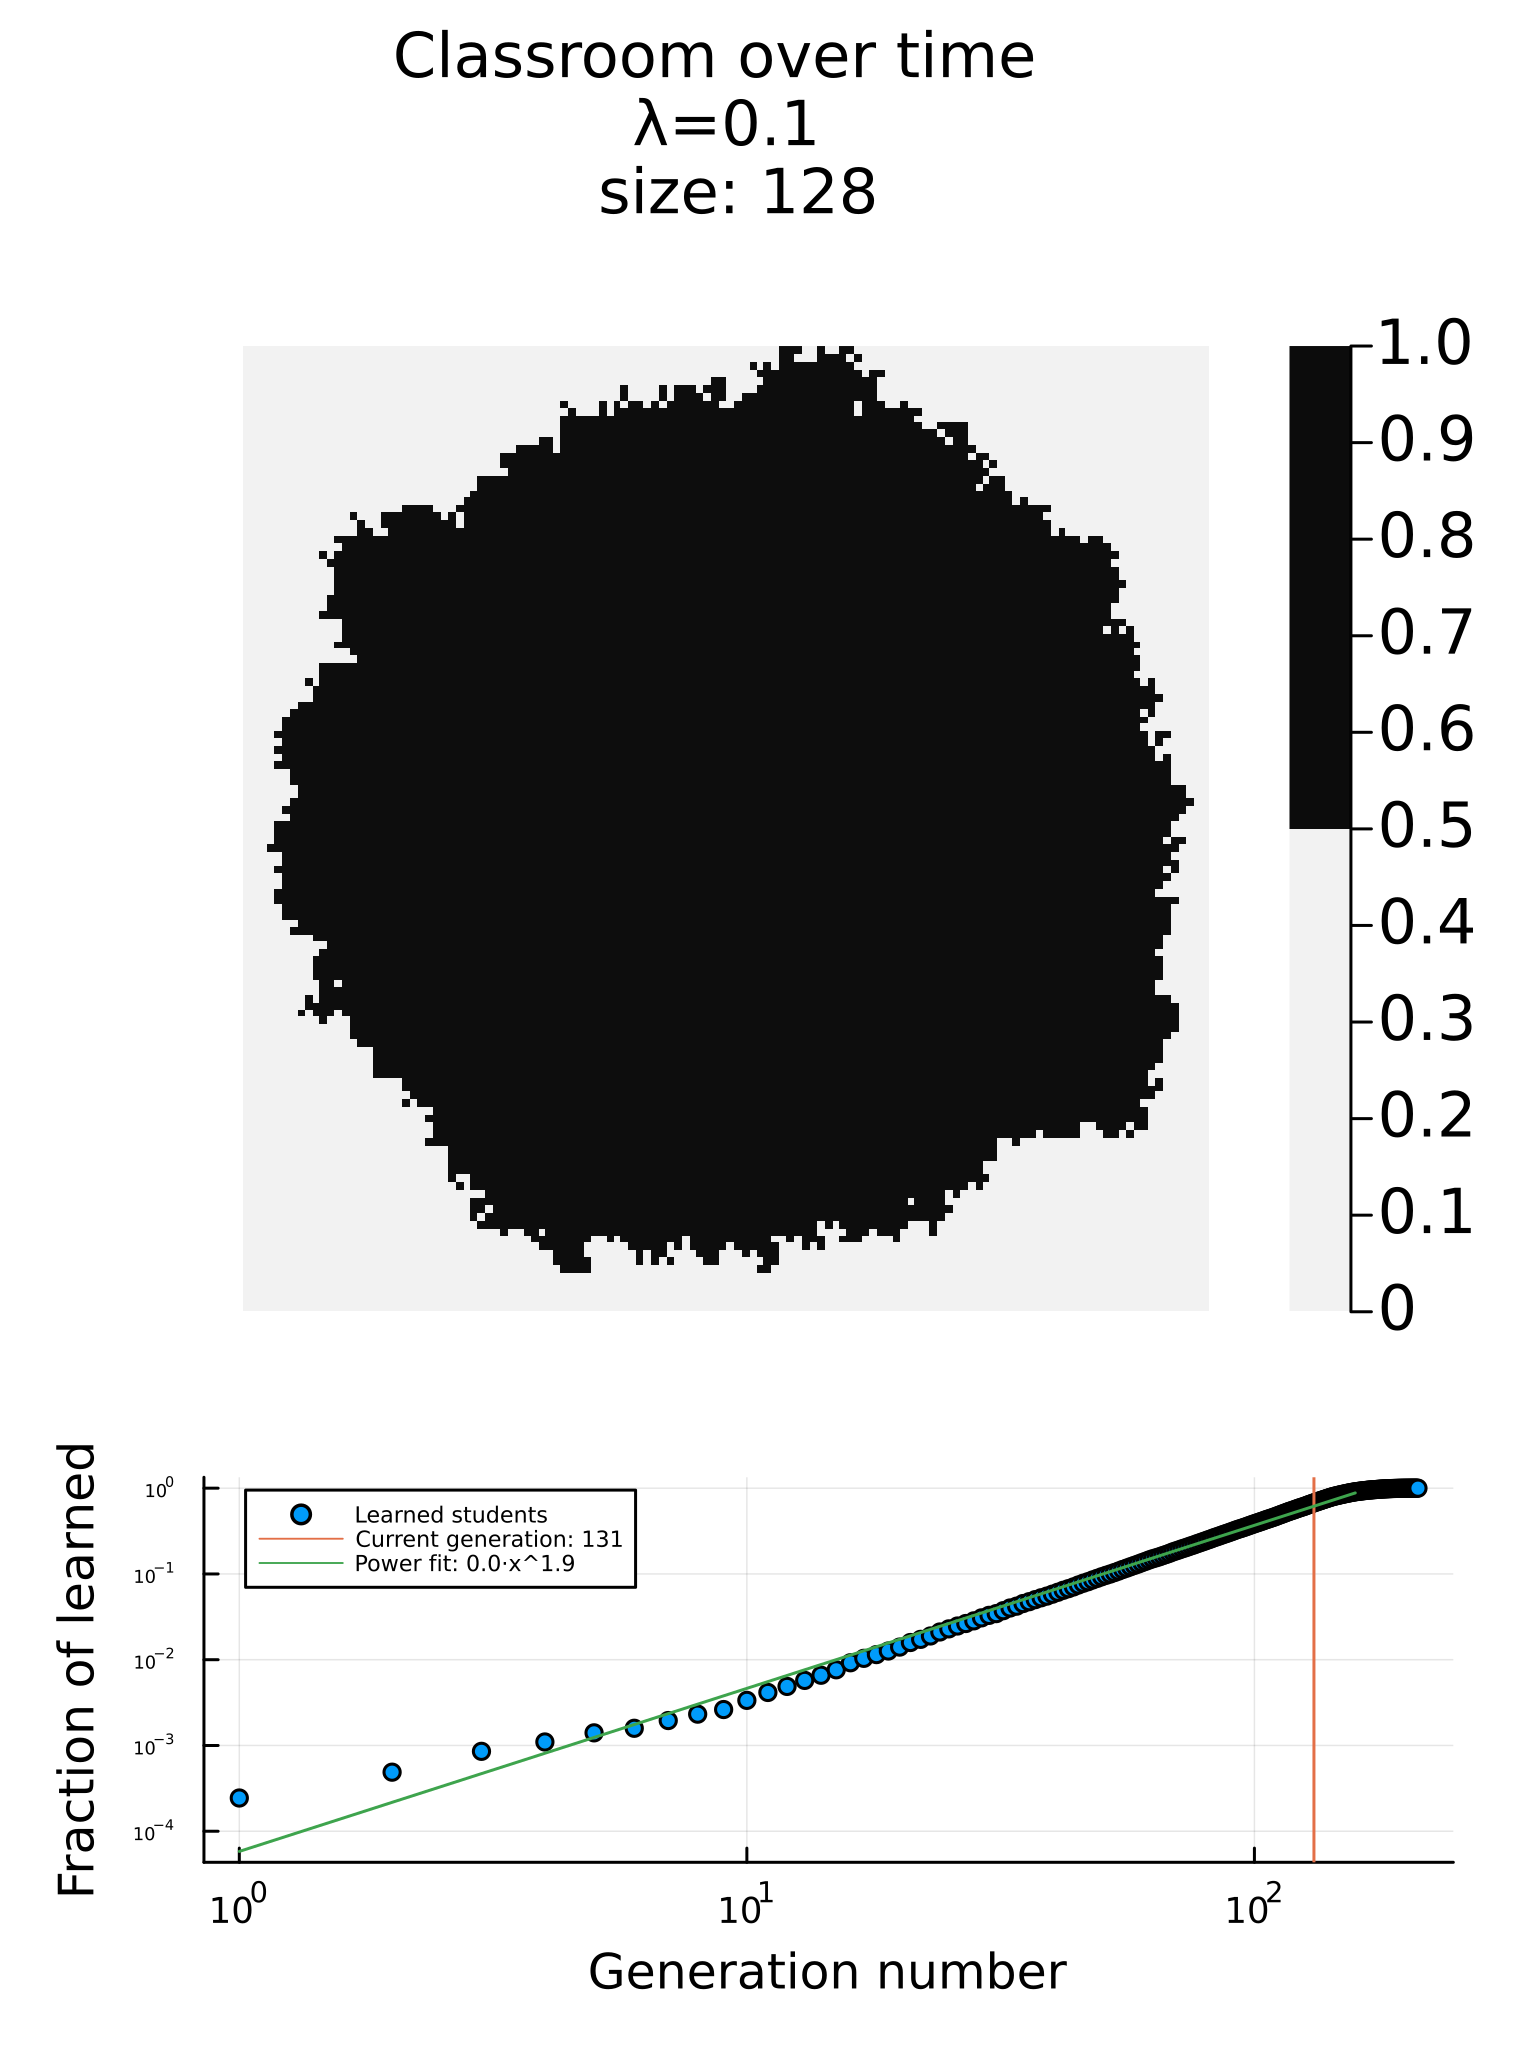 Classroom over time
λ=0.1
size: 128
1.0
0.9
0.8
0.7
0.6
0.5
0.4
0.3
0.2
0.1
0
Fraction of learned
10^0
10^-1
10^-2
10^-3
10^-4
Learned students
Current generation: 131
Power fit: 0.0·x^1.9
10^0 10^1 10^2
Generation number